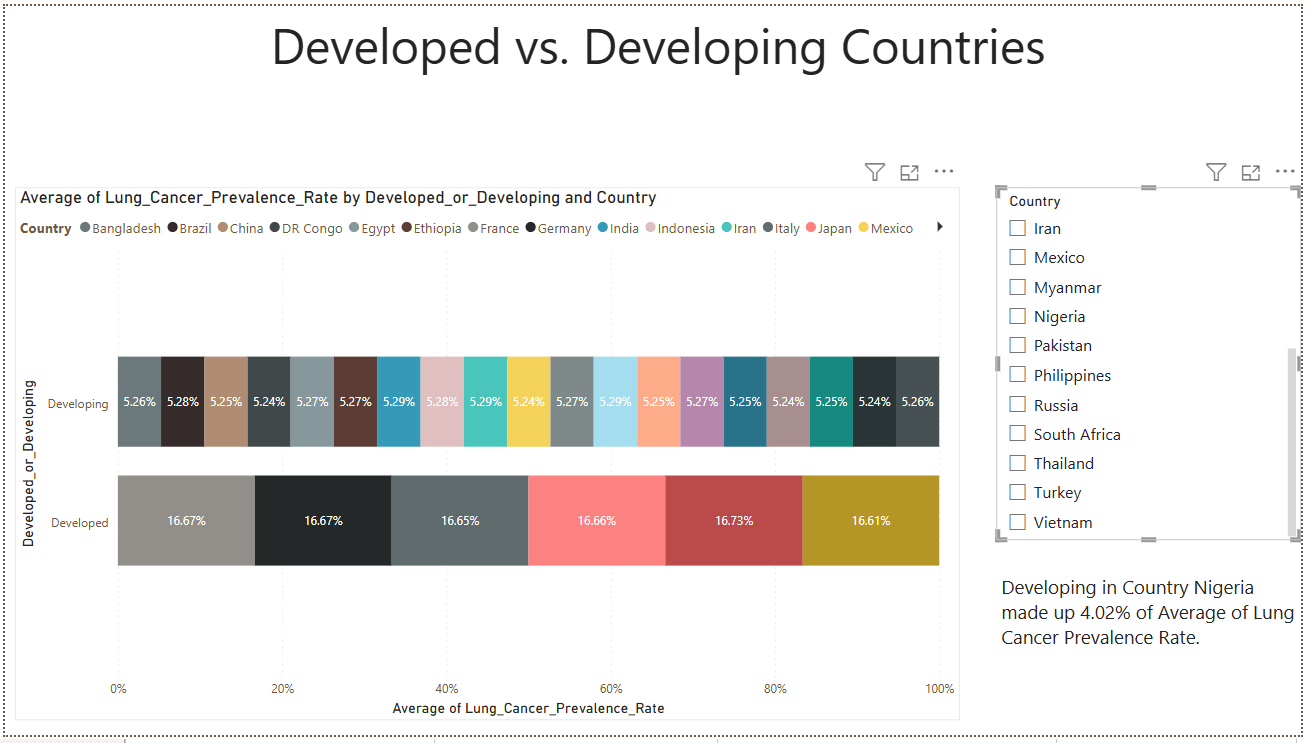 Developed vs. Developing Countries
Average of Lung_Cancer_Prevalence_Rate by Developed_or_Developing and Country
Country Bangladesh Brazil China DR Congo Egypt Ethiopia France Germany India Indonesia Iran Italy Japan Mexico
Developed_or_Developing
Developing
5.26% 5.28% 5.25% 5.24% 5.27% 5.27% 5.29% 5.28% 5.29% 5.24% 5.27% 5.29% 5.25% 5.27% 5.25% 5.24% 5.25% 5.24% 5.26%
Developed
16.67% 16.67% 16.65% 16.66% 16.73% 16.61%
0% 20% 40% 60% 80% 100%
Average of Lung_Cancer_Prevalence_Rate
Country
Iran
Mexico
Myanmar
Nigeria
Pakistan
Philippines
Russia
South Africa
Thailand
Turkey
Vietnam
Developing in Country Nigeria
made up 4.02% of Average of Lung
Cancer Prevalence Rate.